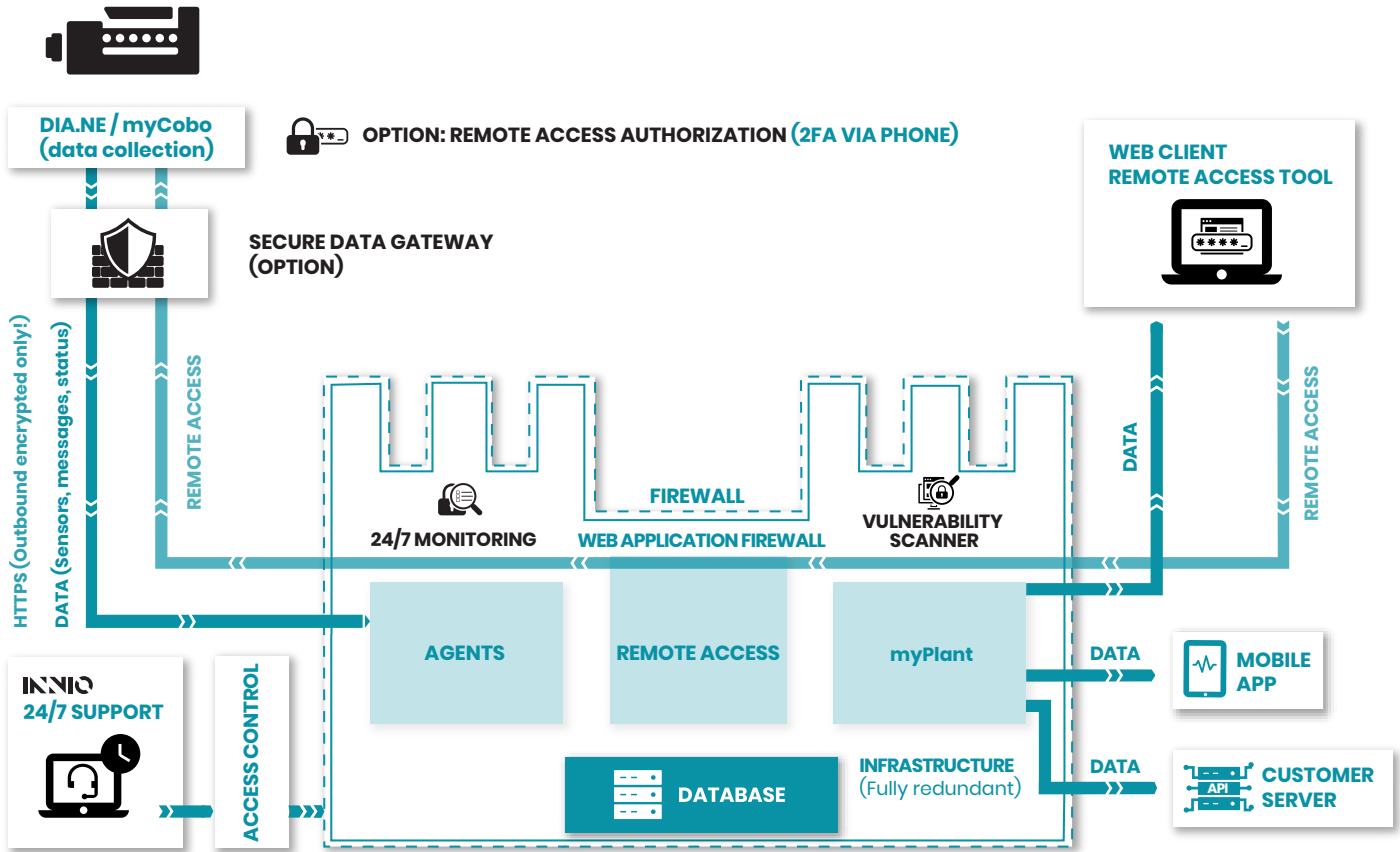 DIA.NE / myCobo
(data collection)
OPTION: REMOTE ACCESS AUTHORIZATION (2FA VIA PHONE)
WEB CLIENT
REMOTE ACCESS TOOL
SECURE DATA GATEWAY
(OPTION)
HTTPS (Outbound encrypted only!)
DATA (Sensors, messages, status)
REMOTE ACCESS
DATA
REMOTE ACCESS
FIREWALL
24/7 MONITORING
WEB APPLICATION FIREWALL
VULNERABILITY
SCANNER
AGENTS
REMOTE ACCESS
myPlant
DATA
MOBILE
APP
INNIO
24/7 SUPPORT
ACCESS CONTROL
DATABASE
INFRASTRUCTURE
(Fully redundant)
DATA
API
CUSTOMER
SERVER